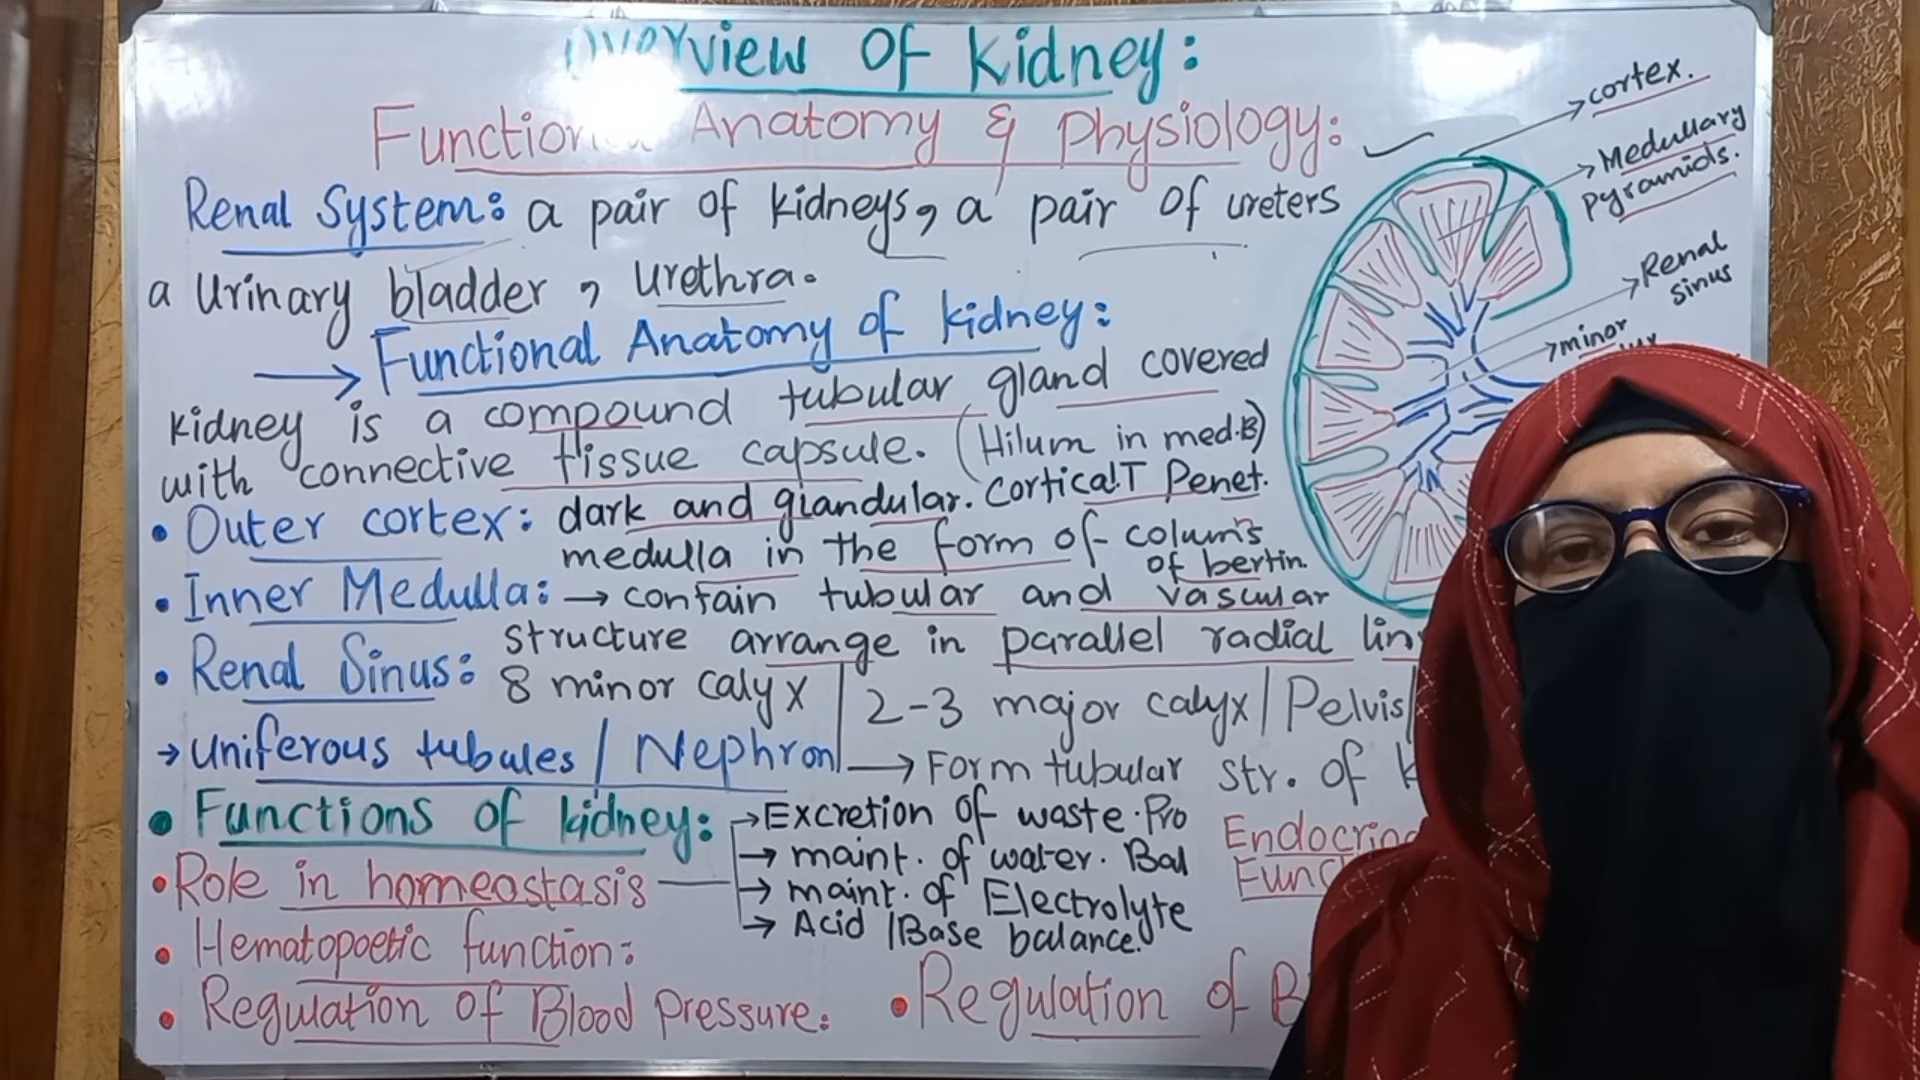 Overview of kidney:
Functional Anatomy & Physiology:
Renal System: a pair of kidneys, a pair of ureters
a urinary bladder, urethra.
→ Functional Anatomy of kidney:
kidney is a compound tubular gland covered
with connective tissue capsule. (Hilum in med.B)
• Outer cortex: dark and glandular. Cortical.T Penet.
medulla in the form of colums
of bertin.
• Inner Medulla: → contain tubular and vascular
structure arrange in parallel radial
• Renal Sinus: 8 minor calyx | 2-3 major calyx / Pelvis
→ uniferous tubules / Nephron → Form tubular str. of
• Functions of kidney:
• Role in homeostasis
→ Excretion of waste. Pro
→ maint. of water. Bal
→ maint. of Electrolyte
→ Acid / Base balance.
• Hematopoetic function:
• Regulation of Blood Pressure:
• Regulation of
cortex.
Medullary
pyramids.
Renal
sinus
minor